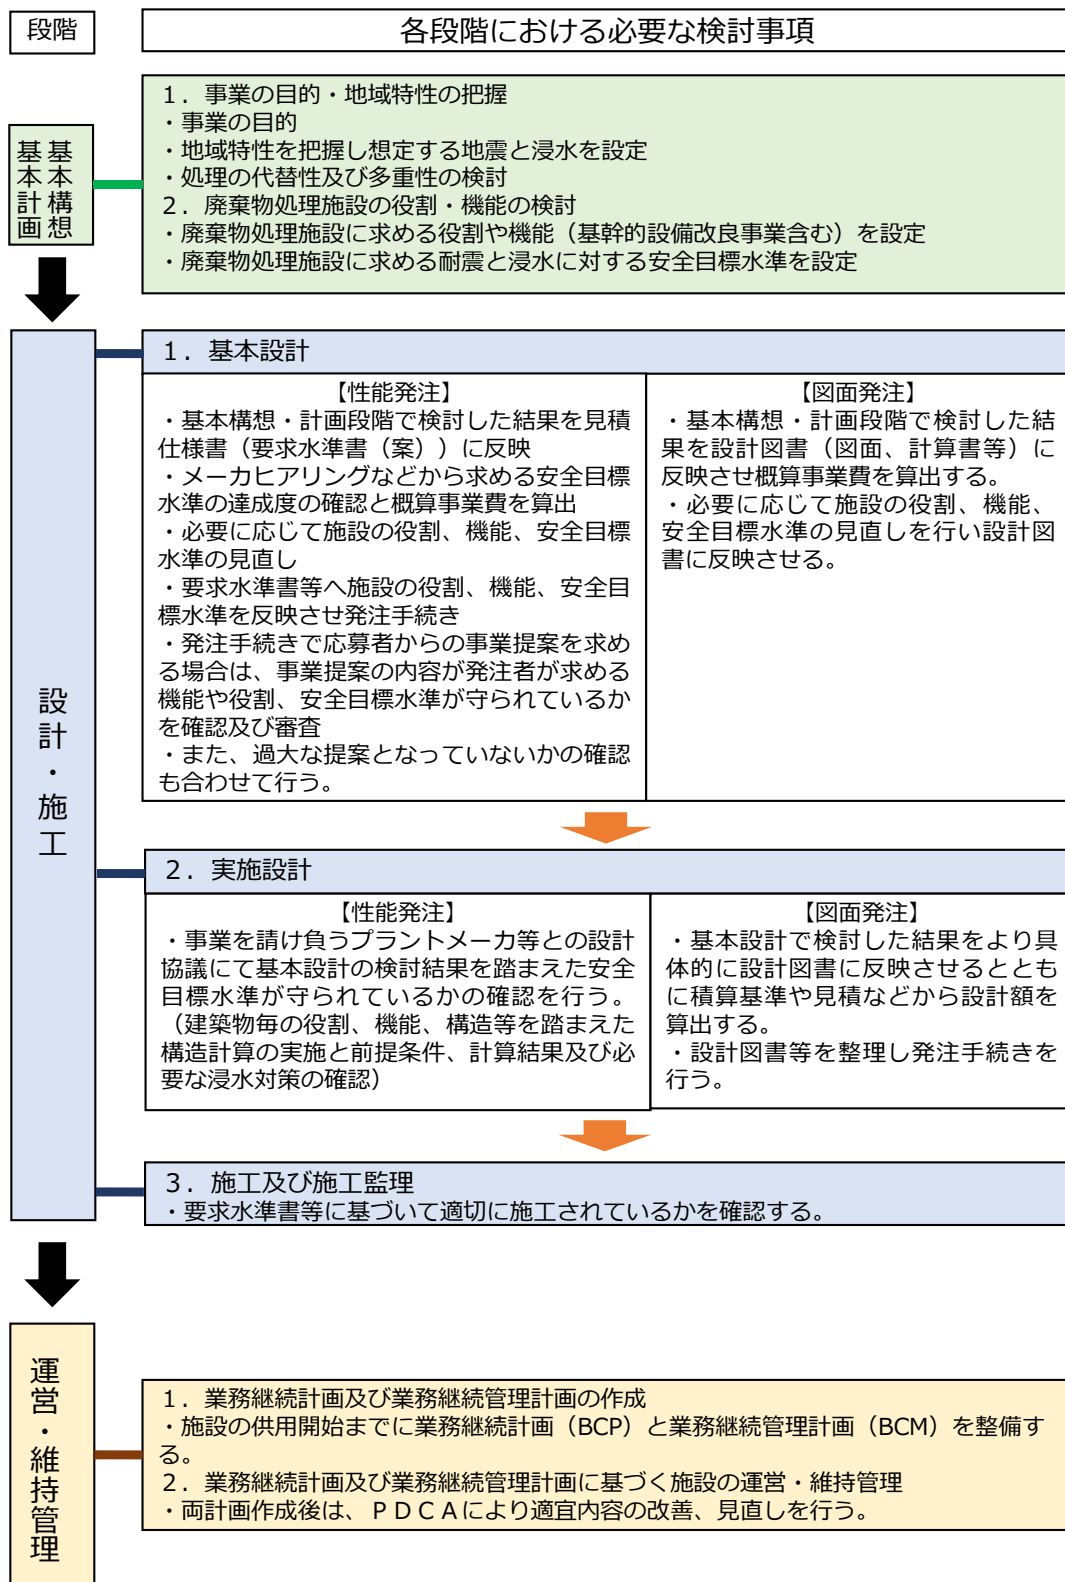 段階
各段階における必要な検討事項
基本構想
基本計画
１．事業の目的・地域特性の把握
・事業の目的
・地域特性を把握し想定する地震と浸水を設定
・処理の代替性及び多重性の検討
２．廃棄物処理施設の役割・機能の検討
・廃棄物処理施設に求める役割や機能（基幹的設備改良事業含む）を設定
・廃棄物処理施設に求める耐震と浸水に対する安全目標水準を設定
設計・施工
１．基本設計
【性能発注】
・基本構想・計画段階で検討した結果を見積
仕様書（要求水準書（案））に反映
・メーカヒアリングなどから求める安全目標
水準の達成度の確認と概算事業費を算出
・必要に応じて施設の役割、機能、安全目標
水準の見直し
・要求水準書等へ施設の役割、機能、安全目
標水準を反映させ発注手続き
・発注手続きで応募者からの事業提案を求め
る場合は、事業提案の内容が発注者が求める
機能や役割、安全目標水準が守られているか
を確認及び審査
・また、過大な提案となっていないかの確認
も合わせて行う。
【図面発注】
・基本構想・計画段階で検討した結
果を設計図書（図面、計算書等）に
反映させ概算事業費を算出する。
・必要に応じて施設の役割、機能、
安全目標水準の見直しを行い設計図
書に反映させる。
２．実施設計
【性能発注】
・事業を請け負うプラントメーカ等との設計
協議にて基本設計の検討結果を踏まえた安全
目標水準が守られているかの確認を行う。
（建築物毎の役割、機能、構造等を踏まえた
構造計算の実施と前提条件、計算結果及び必
要な浸水対策の確認）
【図面発注】
・基本設計で検討した結果をより具
体的に設計図書に反映させるととも
に積算基準や見積などから設計額を
算出する。
・設計図書等を整理し発注手続きを
行う。
３．施工及び施工監理
・要求水準書等に基づいて適切に施工されているかを確認する。
運営・維持管理
１．業務継続計画及び業務継続管理計画の作成
・施設の供用開始までに業務継続計画（BCP）と業務継続管理計画（BCM）を整備す
る。
２．業務継続計画及び業務継続管理計画に基づく施設の運営・維持管理
・両計画作成後は、ＰＤＣＡにより適宜内容の改善、見直しを行う。